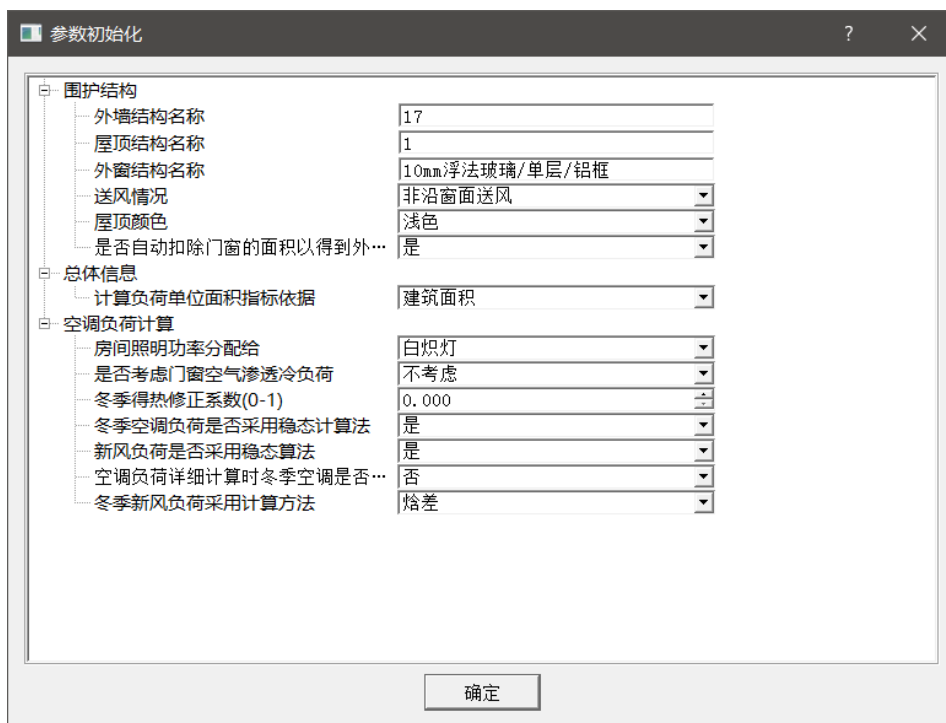 参数初始化
围护结构
外墙结构名称 17
屋顶结构名称 1
外窗结构名称 10mm浮法玻璃/单层/铝框
送风情况 非沿窗面送风
屋顶颜色 浅色
是否自动扣除门窗的面积以得到外… 是
总体信息
计算负荷单位面积指标依据 建筑面积
空调负荷计算
房间照明功率分配给 白炽灯
是否考虑门窗空气渗透冷负荷 不考虑
冬季得热修正系数(0-1) 0.000
冬季空调负荷是否采用稳态计算法 是
新风负荷是否采用稳态算法 是
空调负荷详细计算时冬季空调是否… 否
冬季新风负荷采用计算方法 焓差
确定